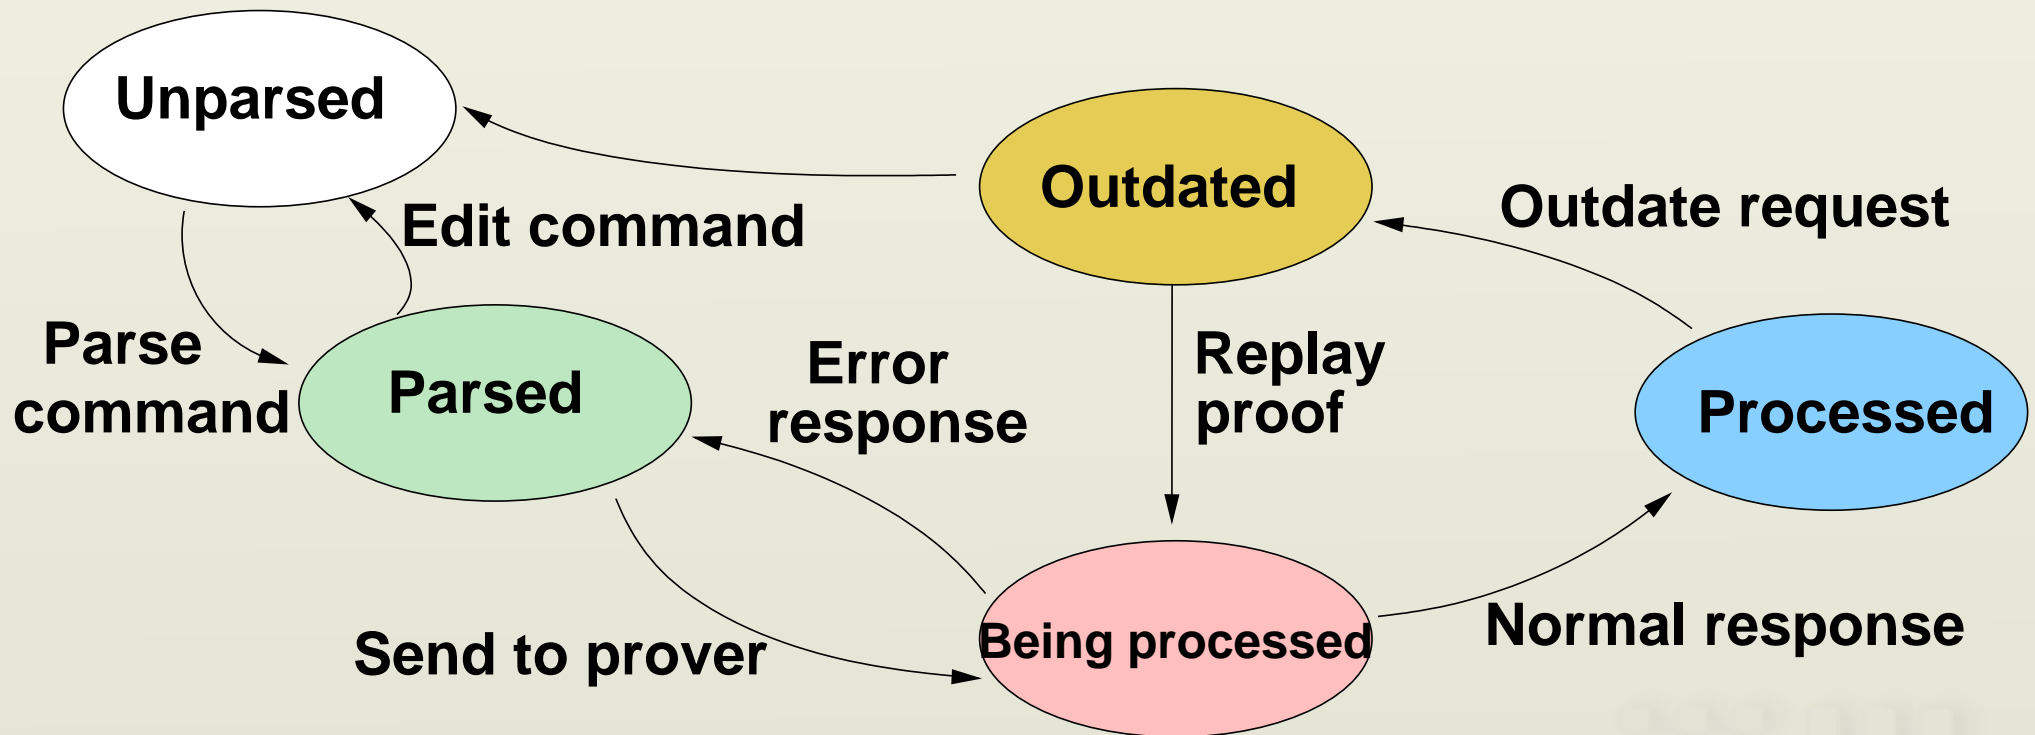 Unparsed
Outdated
Outdate request
Edit command
Parse
command
Parsed
Error
response
Replay
proof
Processed
Send to prover
Being processed
Normal response